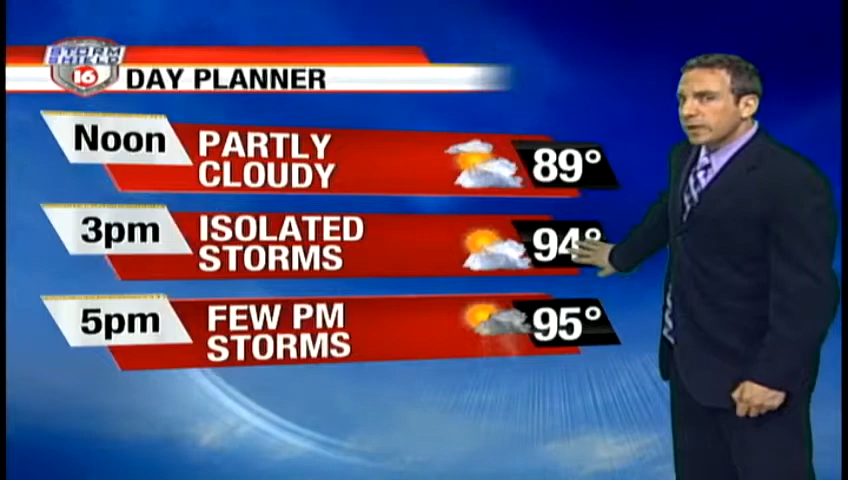 STORM
SHIELD
16
DAY PLANNER
Noon
PARTLY
CLOUDY
89°
3pm
ISOLATED
STORMS
94°
5pm
FEW PM
STORMS
95°